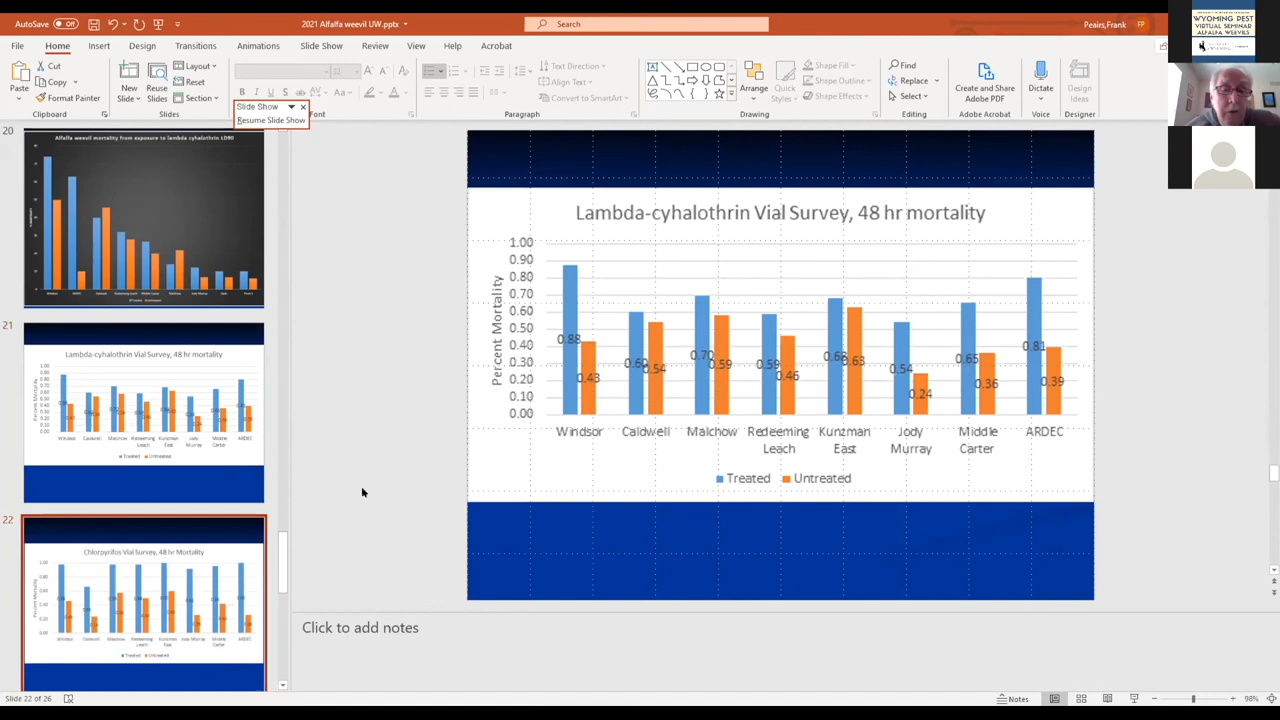 AutoSave Off
2021 Alfalfa weevil UW.pptx
Search
Peairs,Frank FP
File Home Insert Design Transitions Animations Slide Show Review View Help Acrobat
Paste
Cut
Copy
Format Painter
Clipboard
New Slide
Reuse Slides
Layout
Reset
Section
Slides
Slide Show
Resume Slide Show
Font
Text Direction
Align Text
Convert to SmartArt
Paragraph
Arrange
Quick Styles
Shape Fill
Shape Outline
Shape Effects
Drawing
Find
Replace
Select
Editing
Create and Share Adobe PDF
Adobe Acrobat
Dictate
Voice
Design Ideas
Designer
WYOMING PEST
VIRTUAL SEMINAR
ALFALFA WEEVILS
20
Alfalfa weevil mortality from exposure to lambda cyhalothrin LD90
21
Lambda-cyhalothrin Vial Survey, 48 hr mortality
22
Chlorpyrifos Vial Survey, 48 hr Mortality
Lambda-cyhalothrin Vial Survey, 48 hr mortality
Percent Mortality
1.00
0.90
0.80
0.70
0.60
0.50
0.40
0.30
0.20
0.10
0.00
0.88 0.43 0.60 0.54 0.70 0.59 0.59 0.46 0.68 0.63 0.54 0.24 0.65 0.36 0.81 0.39
Windsor Caldwell Malchow Redeeming Leach Kunzman East Jody Murray Middle Carter ARDEC
Treated Untreated
Click to add notes
Slide 22 of 26
Notes
98%